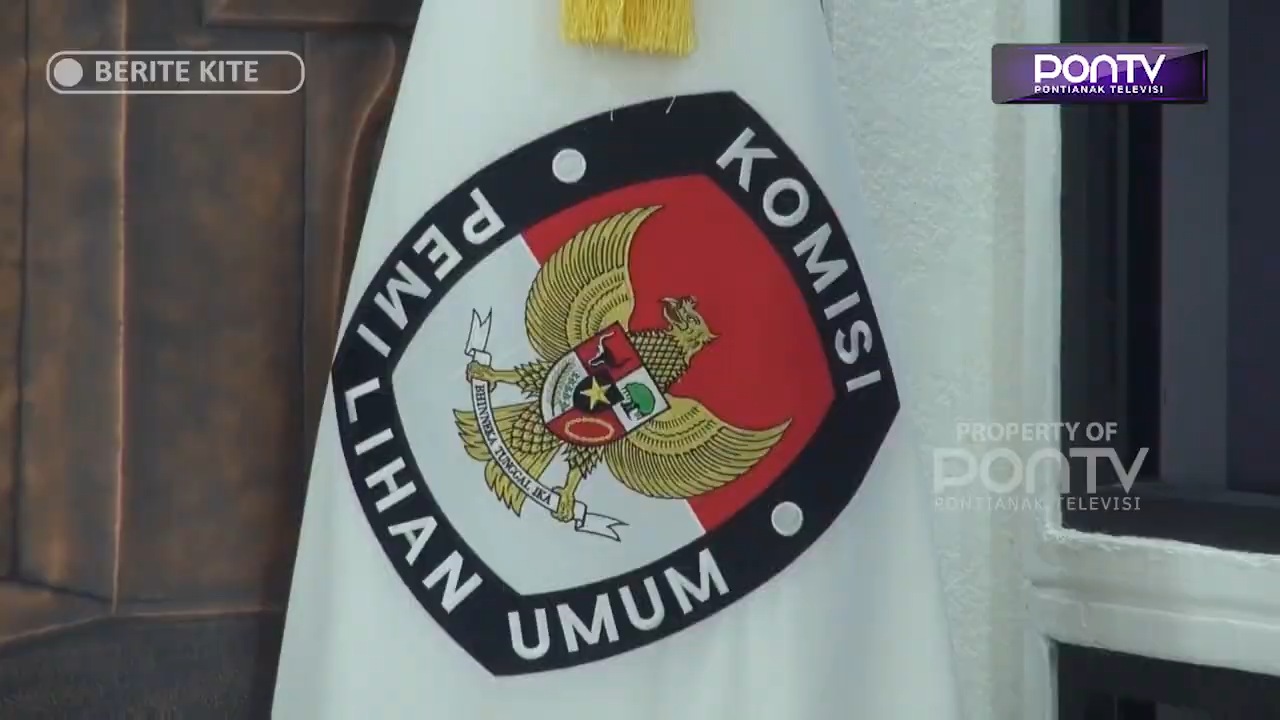 BERITE KITE
PONTV
PONTIANAK TELEVISI
KOMISI
PEMILIHAN
UMUM
BHINNEKA TUNGGAL IKA
PROPERTY OF
PONTV
PONTIANAK TELEVISI